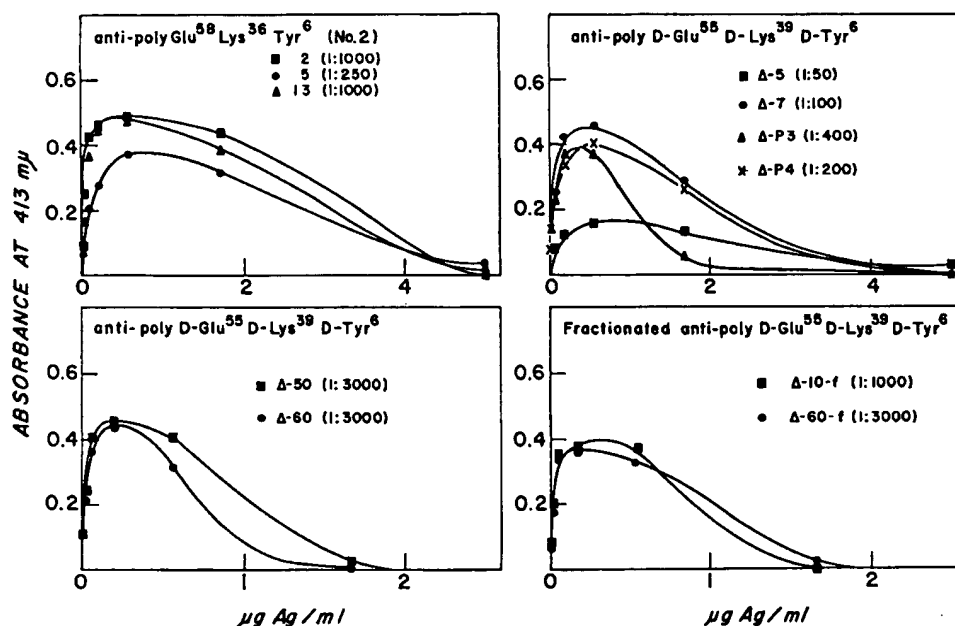 ABSORBANCE AT 413 mμ
anti-poly Glu⁵⁸ Lys³⁶ Tyr⁶ (No.2)
■ 2 (1:1000)
● 5 (1:250)
▲ 13 (1:1000)
0.6
0.4
0.2
0 2 4
anti-poly D-Glu⁵⁵ D-Lys³⁹ D-Tyr⁶
■ Δ-5 (1:50)
● Δ-7 (1:100)
▲ Δ-P3 (1:400)
x Δ-P4 (1:200)
0.6
0.4
0.2
0 2 4
anti-poly D-Glu⁵⁵ D-Lys³⁹ D-Tyr⁶
■ Δ-50 (1:3000)
● Δ-60 (1:3000)
0.6
0.4
0.2
0 1 2
μg Ag/ml
Fractionated anti-poly D-Glu⁵⁵ D-Lys³⁹ D-Tyr⁶
■ Δ-10-f (1:1000)
● Δ-60-f (1:3000)
0.6
0.4
0.2
0 1 2
μg Ag/ml